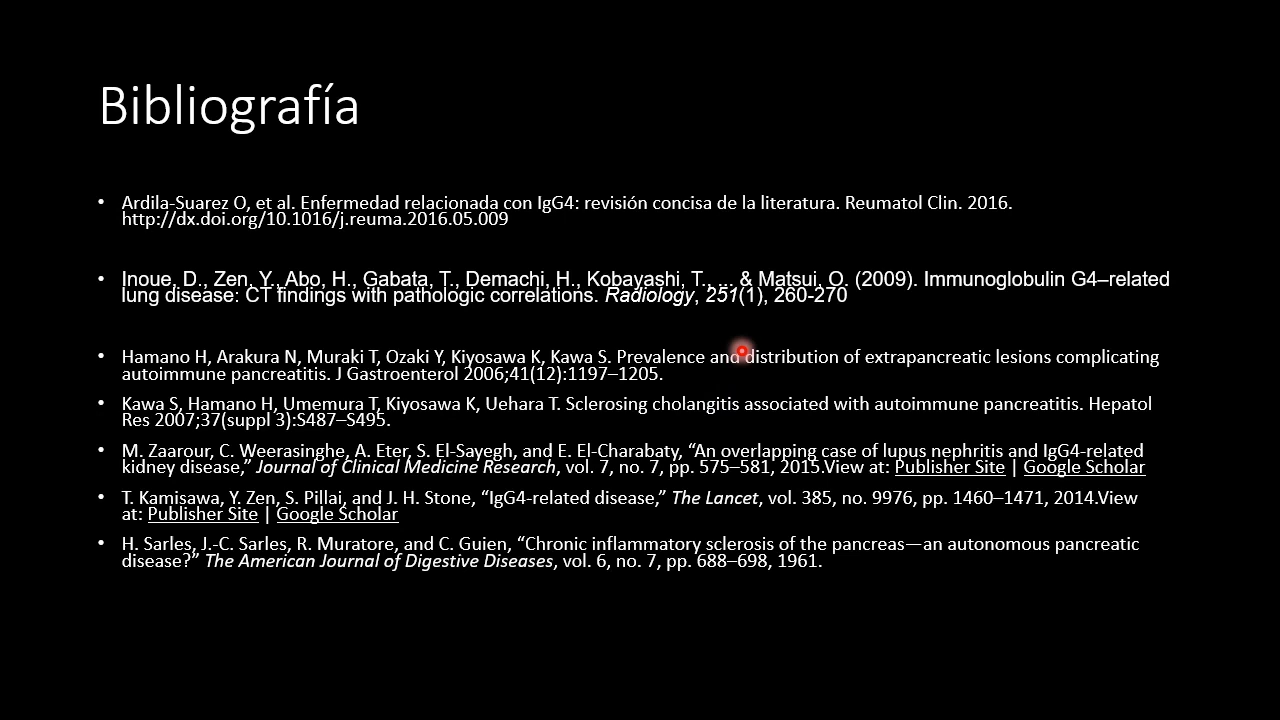 Bibliografía
• Ardila-Suarez O, et al. Enfermedad relacionada con IgG4: revisión concisa de la literatura. Reumatol Clin. 2016.
http://dx.doi.org/10.1016/j.reuma.2016.05.009
• Inoue, D., Zen, Y., Abo, H., Gabata, T., Demachi, H., Kobayashi, T., ... & Matsui, O. (2009). Immunoglobulin G4–related
lung disease: CT findings with pathologic correlations. Radiology, 251(1), 260-270
• Hamano H, Arakura N, Muraki T, Ozaki Y, Kiyosawa K, Kawa S. Prevalence and distribution of extrapancreatic lesions complicating
autoimmune pancreatitis. J Gastroenterol 2006;41(12):1197–1205.
• Kawa S, Hamano H, Umemura T, Kiyosawa K, Uehara T. Sclerosing cholangitis associated with autoimmune pancreatitis. Hepatol
Res 2007;37(suppl 3):S487–S495.
• M. Zaarour, C. Weerasinghe, A. Eter, S. El-Sayegh, and E. El-Charabaty, “An overlapping case of lupus nephritis and IgG4-related
kidney disease,” Journal of Clinical Medicine Research, vol. 7, no. 7, pp. 575–581, 2015.View at: Publisher Site | Google Scholar
• T. Kamisawa, Y. Zen, S. Pillai, and J. H. Stone, “IgG4-related disease,” The Lancet, vol. 385, no. 9976, pp. 1460–1471, 2014.View
at: Publisher Site | Google Scholar
• H. Sarles, J.-C. Sarles, R. Muratore, and C. Guien, “Chronic inflammatory sclerosis of the pancreas—an autonomous pancreatic
disease?” The American Journal of Digestive Diseases, vol. 6, no. 7, pp. 688–698, 1961.